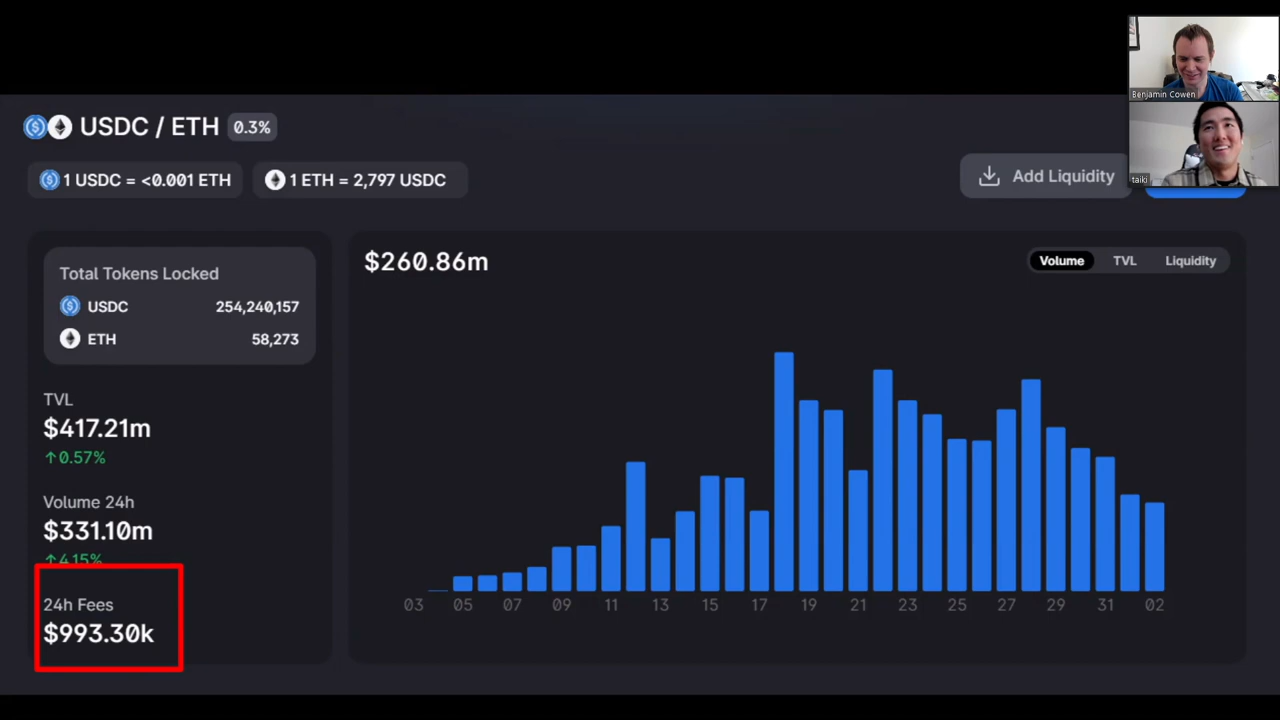 Benjamin Cowen
taiki
USDC / ETH 0.3%
1 USDC = <0.001 ETH
1 ETH = 2,797 USDC
Add Liquidity
Total Tokens Locked
USDC 254,240,157
ETH 58,273
TVL
$417.21m
↑0.57%
Volume 24h
$331.10m
↑4.15%
24h Fees
$993.30k
$260.86m
Volume TVL Liquidity
03 05 07 09 11 13 15 17 19 21 23 25 27 29 31 02